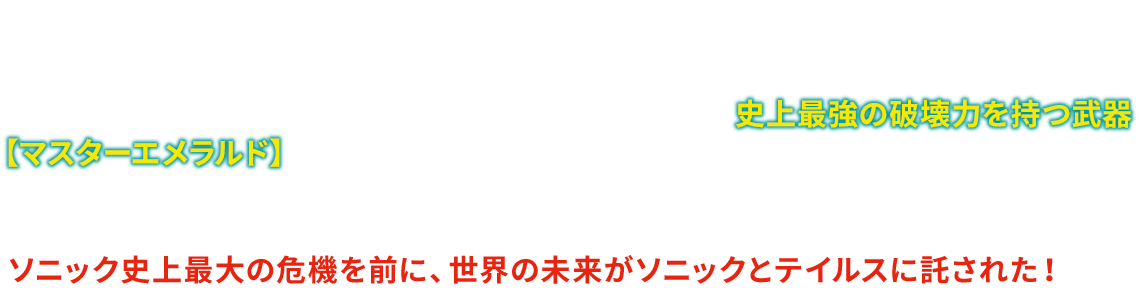 史上最強の破壊力を持つ武器
【マスターエメラルド】
ソニック史上最大の危機を前に、世界の未来がソニックとテイルスに託された！